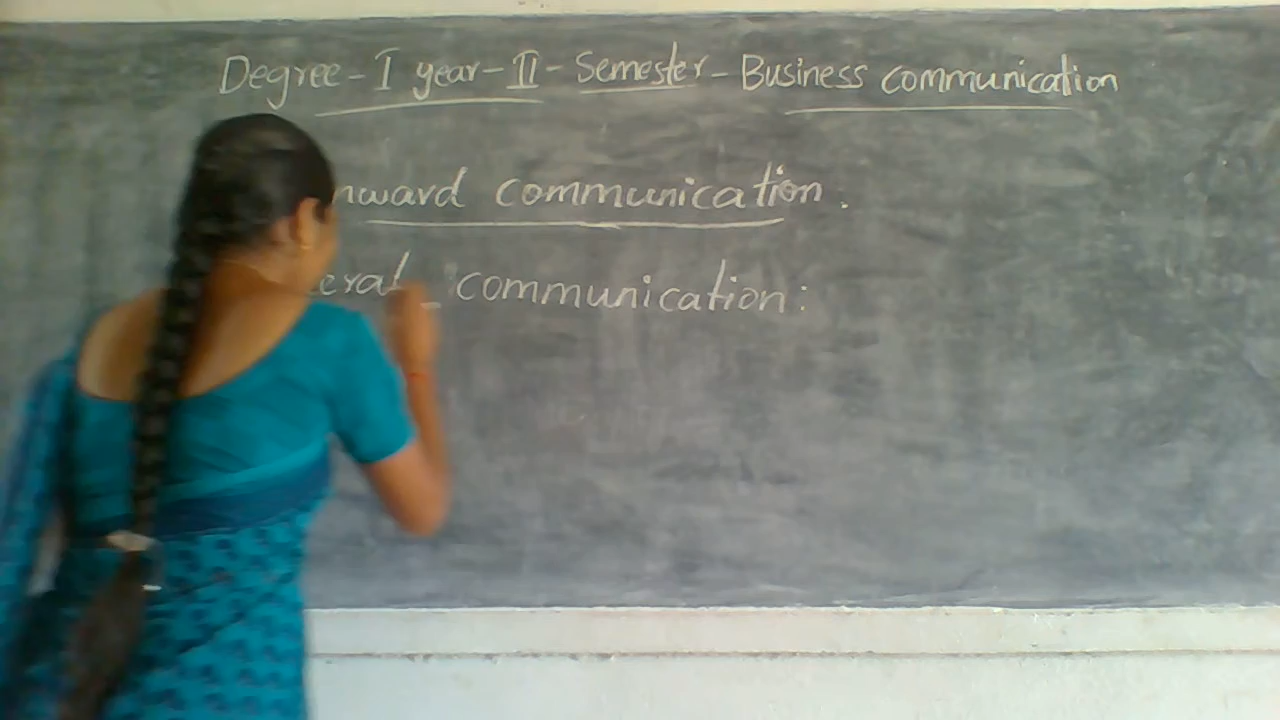 Degree - I year - II - Semester - Business communication
nward communication.
eral communication: